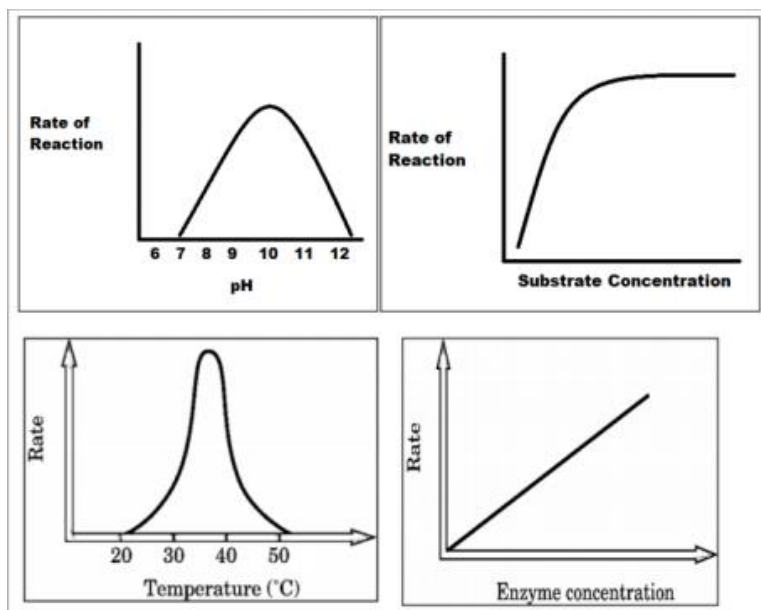 Rate of
Reaction
6 7 8 9 10 11 12
pH
Rate of
Reaction
Substrate Concentration
Rate
20 30 40 50
Temperature (°C)
Rate
Enzyme concentration